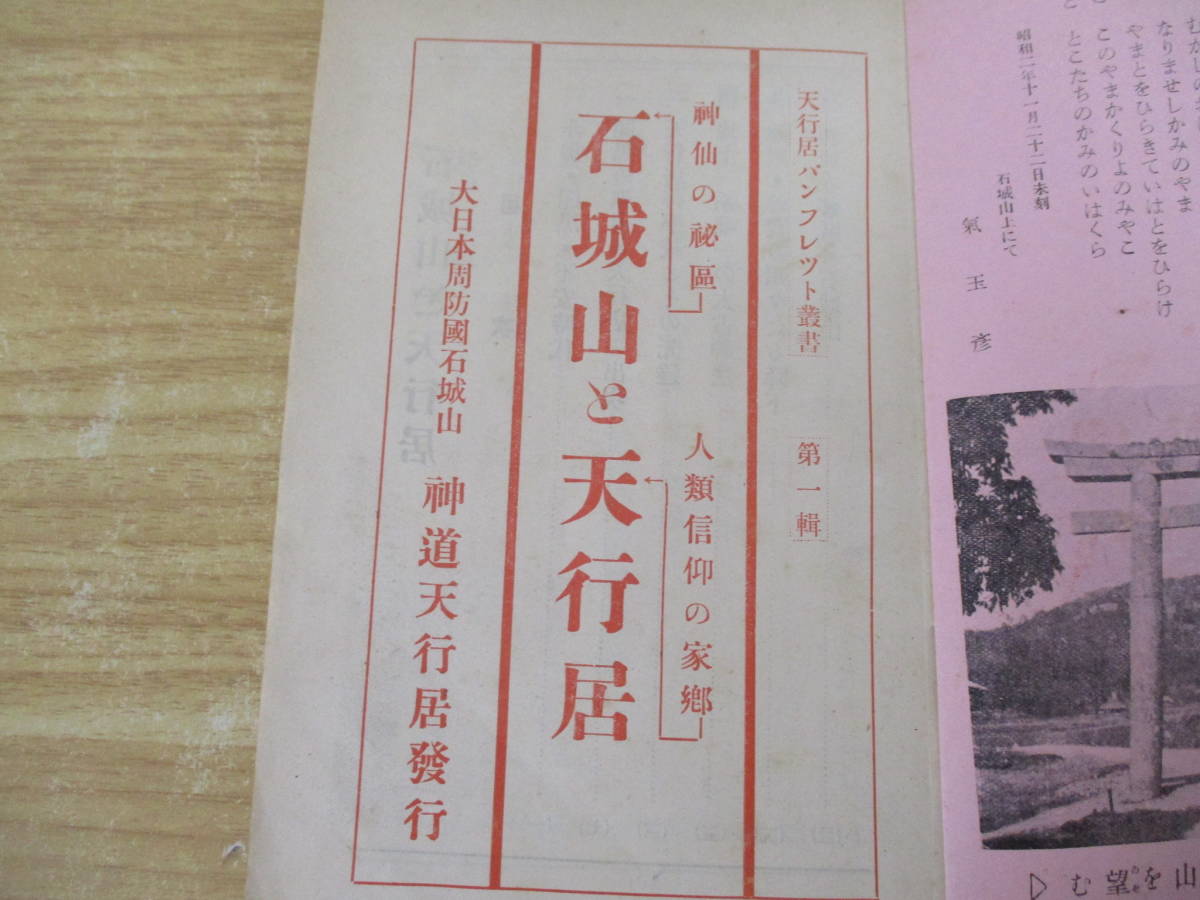 むかしの
なりませしかみのやま
やまとをひらきていはとをひらけ
このやまかくりよのみやこ
とこたちのかみのいはくら
昭和二年十一月二十二日未刻
石城山上にて
氣玉彦
山を望む
天行居パンフレツト叢書 第一輯
神仙の祕區 人類信仰の家鄕
石城山と天行居
大日本周防國石城山 神道天行居發行